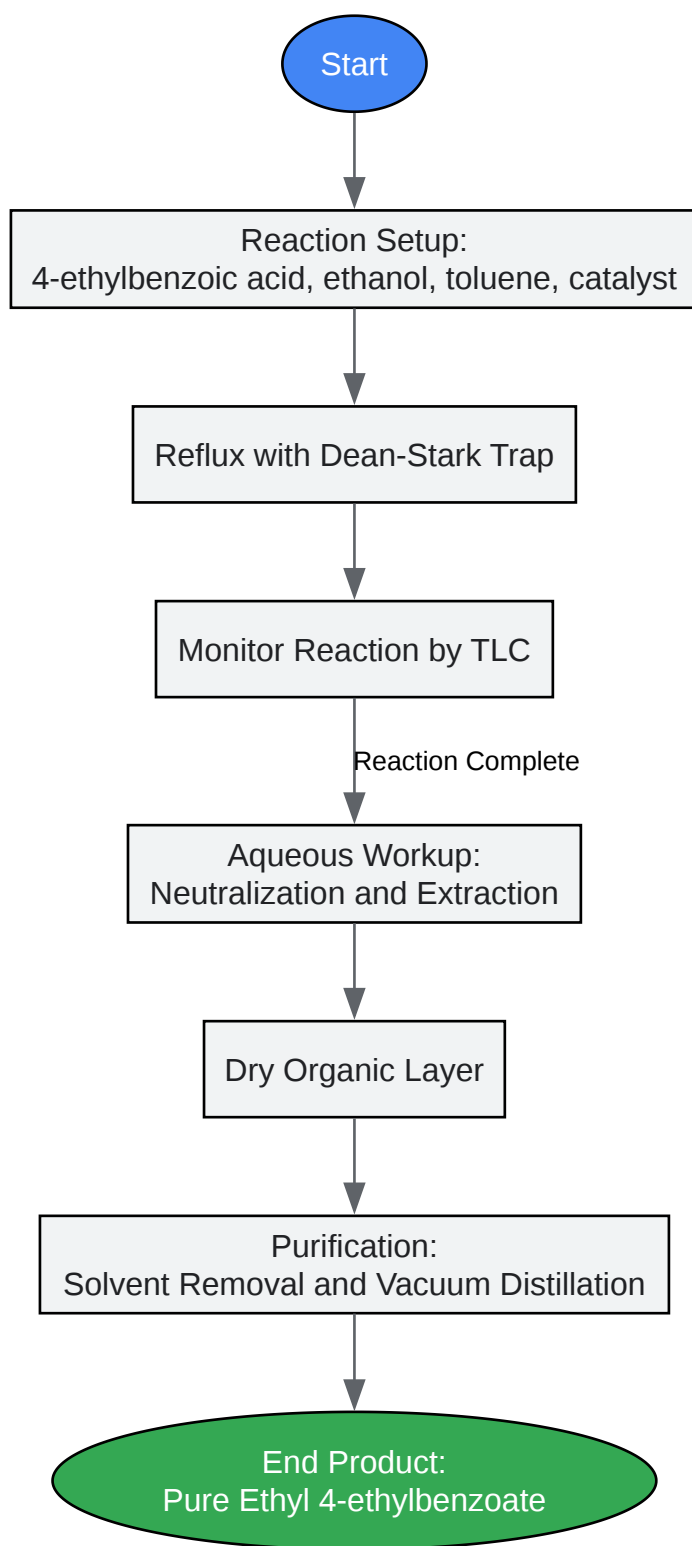 Start
Reaction Setup:
4-ethylbenzoic acid, ethanol, toluene, catalyst
Reflux with Dean-Stark Trap
Monitor Reaction by TLC
Reaction Complete
Aqueous Workup:
Neutralization and Extraction
Dry Organic Layer
Purification:
Solvent Removal and Vacuum Distillation
End Product:
Pure Ethyl 4-ethylbenzoate